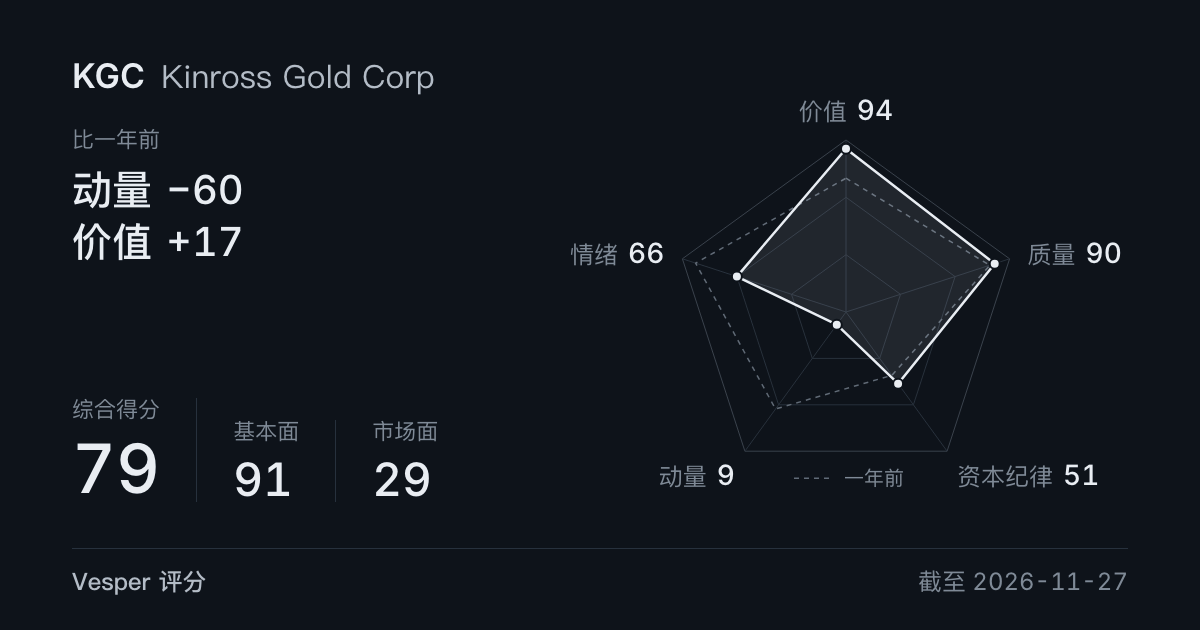 KGC Kinross Gold Corp
比一年前
动量 −60
价值 +17
综合得分
79
基本面
91
市场面
29
价值 94
质量 90
资本纪律 51
动量 9
情绪 66
一年前
Vesper 评分
截至 2026-11-27